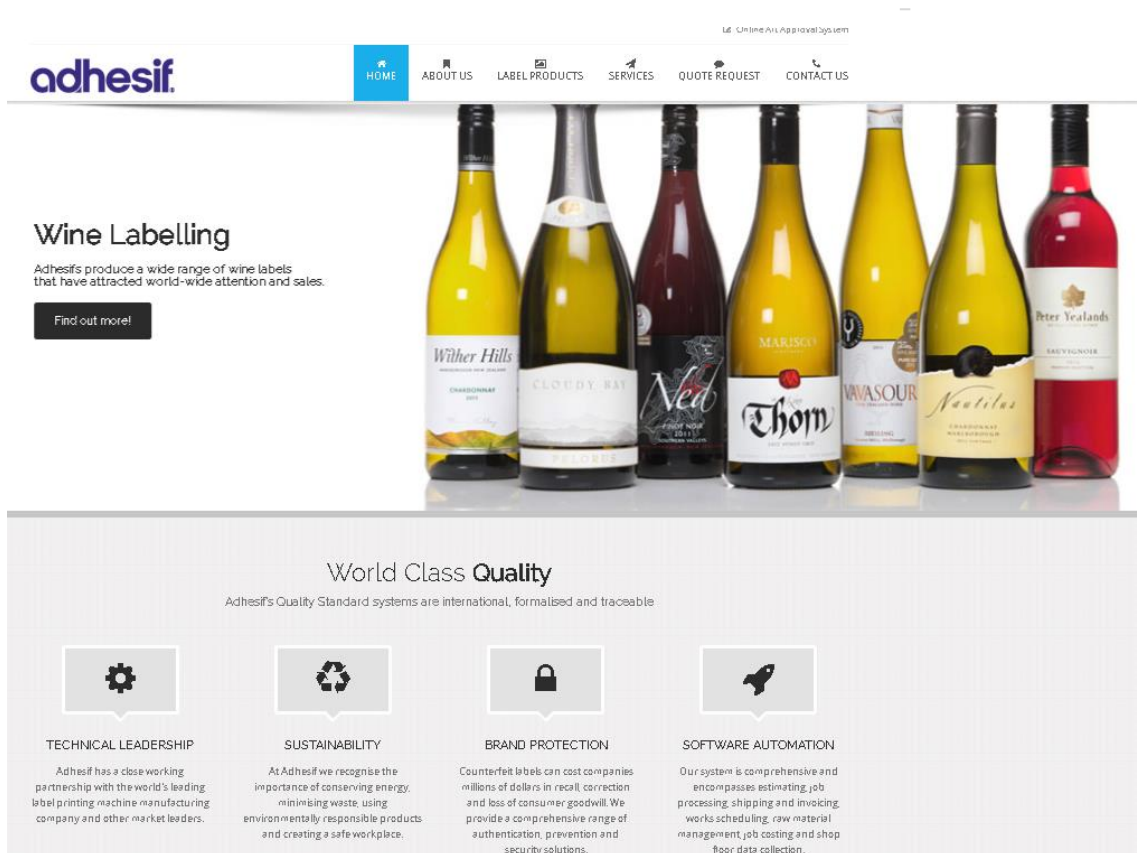 Online Art Approval System
adhesif.
HOME
ABOUT US
LABEL PRODUCTS
SERVICES
QUOTE REQUEST
CONTACT US
Wine Labelling
Adhesifs produce a wide range of wine labels
that have attracted world-wide attention and sales.
Find out more!
Wither Hills
CHARDONNAY
CLOUDY BAY
PELORUS
Ned
PINOT NOIR
2011
SOUTHERN VALLEYS
MARISCO
The King
Thorn
VAVASOUR
RIESLING
Nautilus
CHARDONNAY
MARLBOROUGH
Peter Yealands
SAUVIGNOIR
World Class Quality
Adhesif's Quality Standard systems are international, formalised and traceable
TECHNICAL LEADERSHIP
Adhesif has a close working
partnership with the world's leading
label printing machine manufacturing
company and other market leaders.
SUSTAINABILITY
At Adhesif we recognise the
importance of conserving energy,
minimising waste, using
environmentally responsible products
and creating a safe workplace.
BRAND PROTECTION
Counterfeit labels can cost companies
millions of dollars in recall, correction
and loss of consumer goodwill. We
provide a comprehensive range of
authentication, prevention and
security solutions.
SOFTWARE AUTOMATION
Our system is comprehensive and
encompasses estimating, job
processing, shipping and invoicing,
works scheduling, raw material
management, job costing and shop
floor data collection.